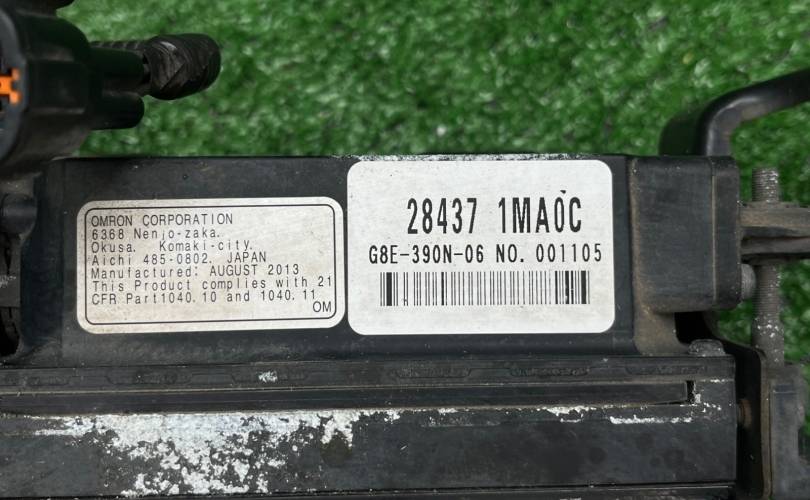 OMRON CORPORATION
6368 Nenjo-zaka.
Okusa. Komaki-city.
Aichi 485-0802. JAPAN
Manufactured: AUGUST 2013
This Product complies with 21
CFR Part1040.10 and 1040.11
OM
28437 1MA0C
G8E-390N-06 NO. 001105